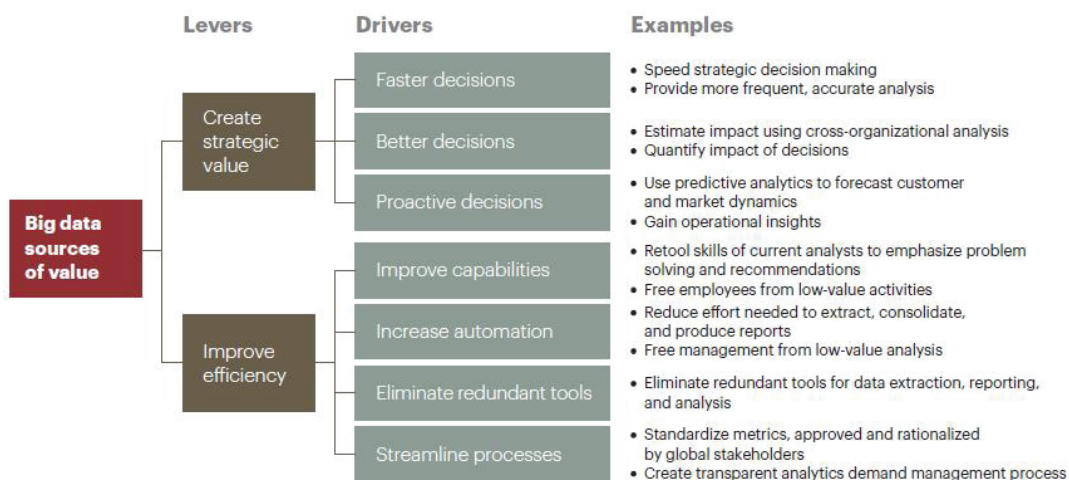 Levers
Drivers
Examples
Big data
sources
of value
Create
strategic
value
Faster decisions
• Speed strategic decision making
• Provide more frequent, accurate analysis
Better decisions
• Estimate impact using cross-organizational analysis
• Quantify impact of decisions
Proactive decisions
• Use predictive analytics to forecast customer
and market dynamics
• Gain operational insights
Improve
efficiency
Improve capabilities
• Retool skills of current analysts to emphasize problem
solving and recommendations
• Free employees from low-value activities
Increase automation
• Reduce effort needed to extract, consolidate,
and produce reports
• Free management from low-value analysis
Eliminate redundant tools
• Eliminate redundant tools for data extraction, reporting,
and analysis
Streamline processes
• Standardize metrics, approved and rationalized
by global stakeholders
• Create transparent analytics demand management process